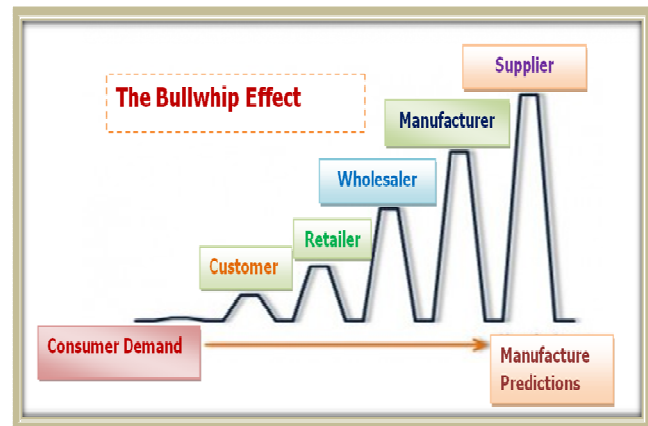 Supplier
The Bullwhip Effect
Manufacturer
Wholesaler
Retailer
Customer
Consumer Demand
Manufacture
Predictions